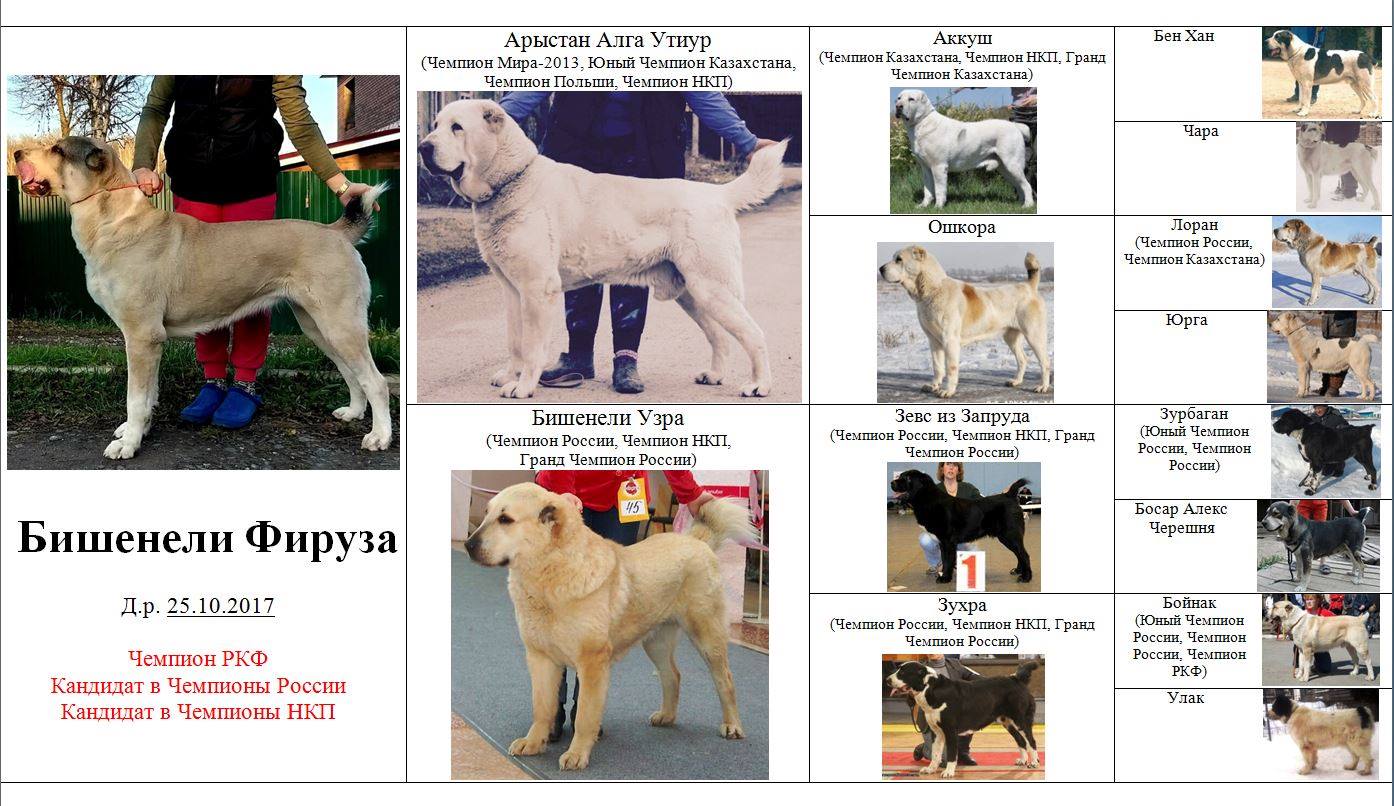 Бишенели Фируза
Д.р. 25.10.2017
Чемпион РКФ
Кандидат в Чемпионы России
Кандидат в Чемпионы НКП
Арыстан Алга Утиур
(Чемпион Мира-2013, Юный Чемпион Казахстана,
Чемпион Польши, Чемпион НКП)
Бишенели Узра
(Чемпион России, Чемпион НКП,
Гранд Чемпион России)
45
Аккуш
(Чемпион Казахстана, Чемпион НКП, Гранд
Чемпион Казахстана)
Ошкора
Зевс из Запруда
(Чемпион России, Чемпион НКП, Гранд
Чемпион России)
1
Зухра
(Чемпион России, Чемпион НКП, Гранд
Чемпион России)
Бен Хан
Чара
Лоран
(Чемпион России,
Чемпион Казахстана)
Юрга
Зурбаган
(Юный Чемпион
России, Чемпион
России)
Босар Алекс
Черешня
Бойнак
(Юный Чемпион
России, Чемпион
России, Чемпион
РКФ)
Улак